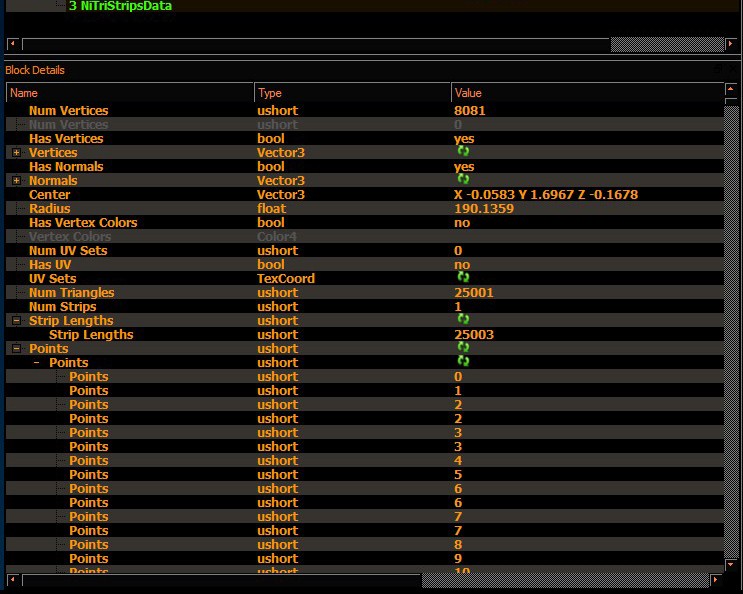 3 NiTriStripsData
Block Details
Name Type Value
Num Vertices ushort 8081
Num Vertices ushort 0
Has Vertices bool yes
Vertices Vector3
Has Normals bool yes
Normals Vector3
Center Vector3 X -0.0583 Y 1.6967 Z -0.1678
Radius float 190.1359
Has Vertex Colors bool no
Vertex Colors Color4
Num UV Sets ushort 0
Has UV bool no
UV Sets TexCoord
Num Triangles ushort 25001
Num Strips ushort 1
Strip Lengths ushort
Strip Lengths ushort 25003
Points ushort
Points ushort
Points ushort 0
Points ushort 1
Points ushort 2
Points ushort 2
Points ushort 3
Points ushort 3
Points ushort 4
Points ushort 5
Points ushort 6
Points ushort 6
Points ushort 7
Points ushort 7
Points ushort 8
Points ushort 9
Points ushort 10